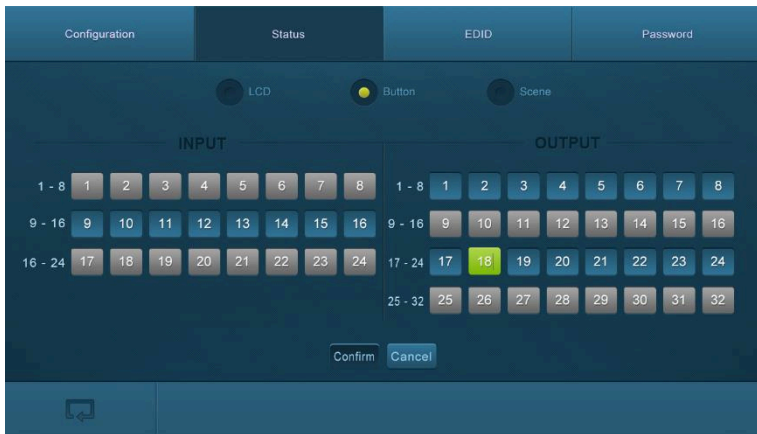 Configuration Status EDID Password
LCD Button Scene
INPUT OUTPUT
1 - 8 1 2 3 4 5 6 7 8 1 - 8 1 2 3 4 5 6 7 8
9 - 16 9 10 11 12 13 14 15 16 9 - 16 9 10 11 12 13 14 15 16
16 - 24 17 18 19 20 21 22 23 24 17 - 24 17 18 19 20 21 22 23 24
25 - 32 25 26 27 28 29 30 31 32
Confirm Cancel